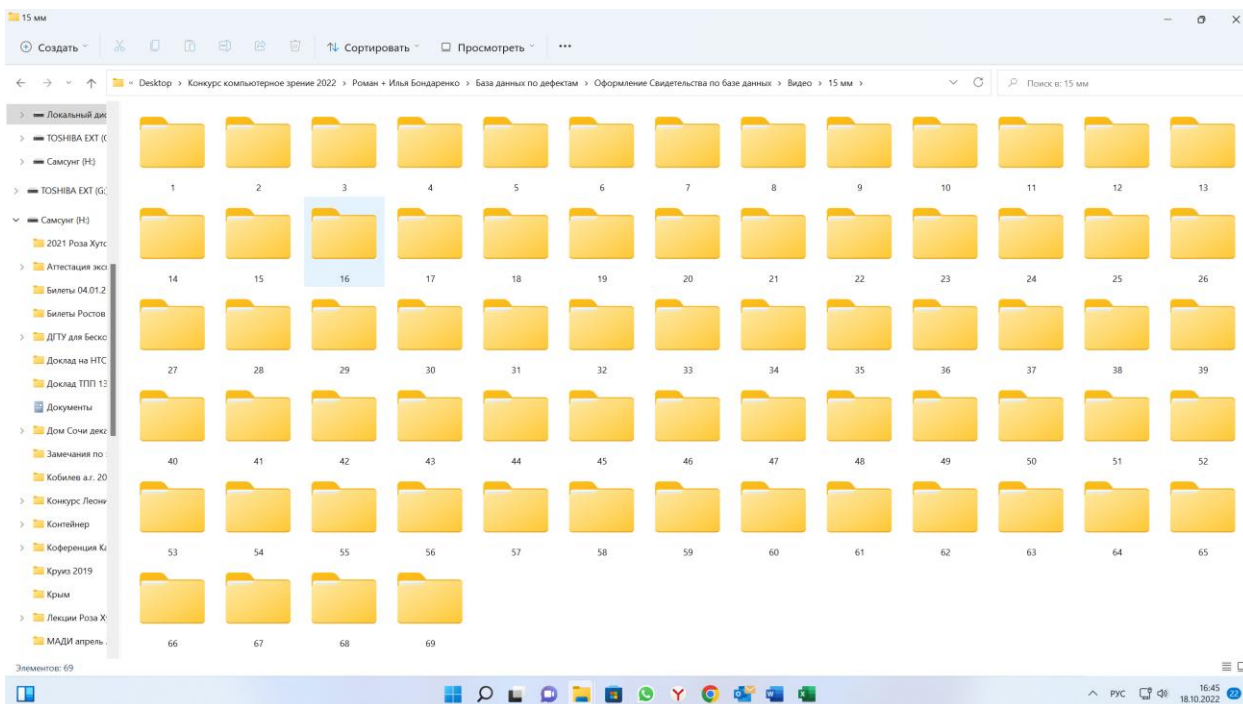 15 мм
Создать
Сортировать
Просмотреть
« Desktop › Конкурс компьютерное зрение 2022 › Роман + Илья Бондаренко › База данных по дефектам › Оформление Свидетельства по базе данных › Видео › 15 мм ›
Поиск в: 15 мм
Локальный дис
TOSHIBA EXT (G
Самсунг (H:)
TOSHIBA EXT (G:)
Самсунг (H:)
2021 Роза Хуто
Аттестация эксп
Билеты 04.01.2
Билеты Ростов
ДГТУ для Беско
Доклад на НТС
Доклад ТПП 13
Документы
Дом Сочи дека
Замечания по
Кобилев а.г. 20
Конкурс Леони
Контейнер
Коференция Ка
Круиз 2019
Крым
Лекции Роза Х
МАДИ апрель
1 2 3 4 5 6 7 8 9 10 11 12 13
14 15 16 17 18 19 20 21 22 23 24 25 26
27 28 29 30 31 32 33 34 35 36 37 38 39
40 41 42 43 44 45 46 47 48 49 50 51 52
53 54 55 56 57 58 59 60 61 62 63 64 65
66 67 68 69
Элементов: 69
РУС
16:45
18.10.2022
22